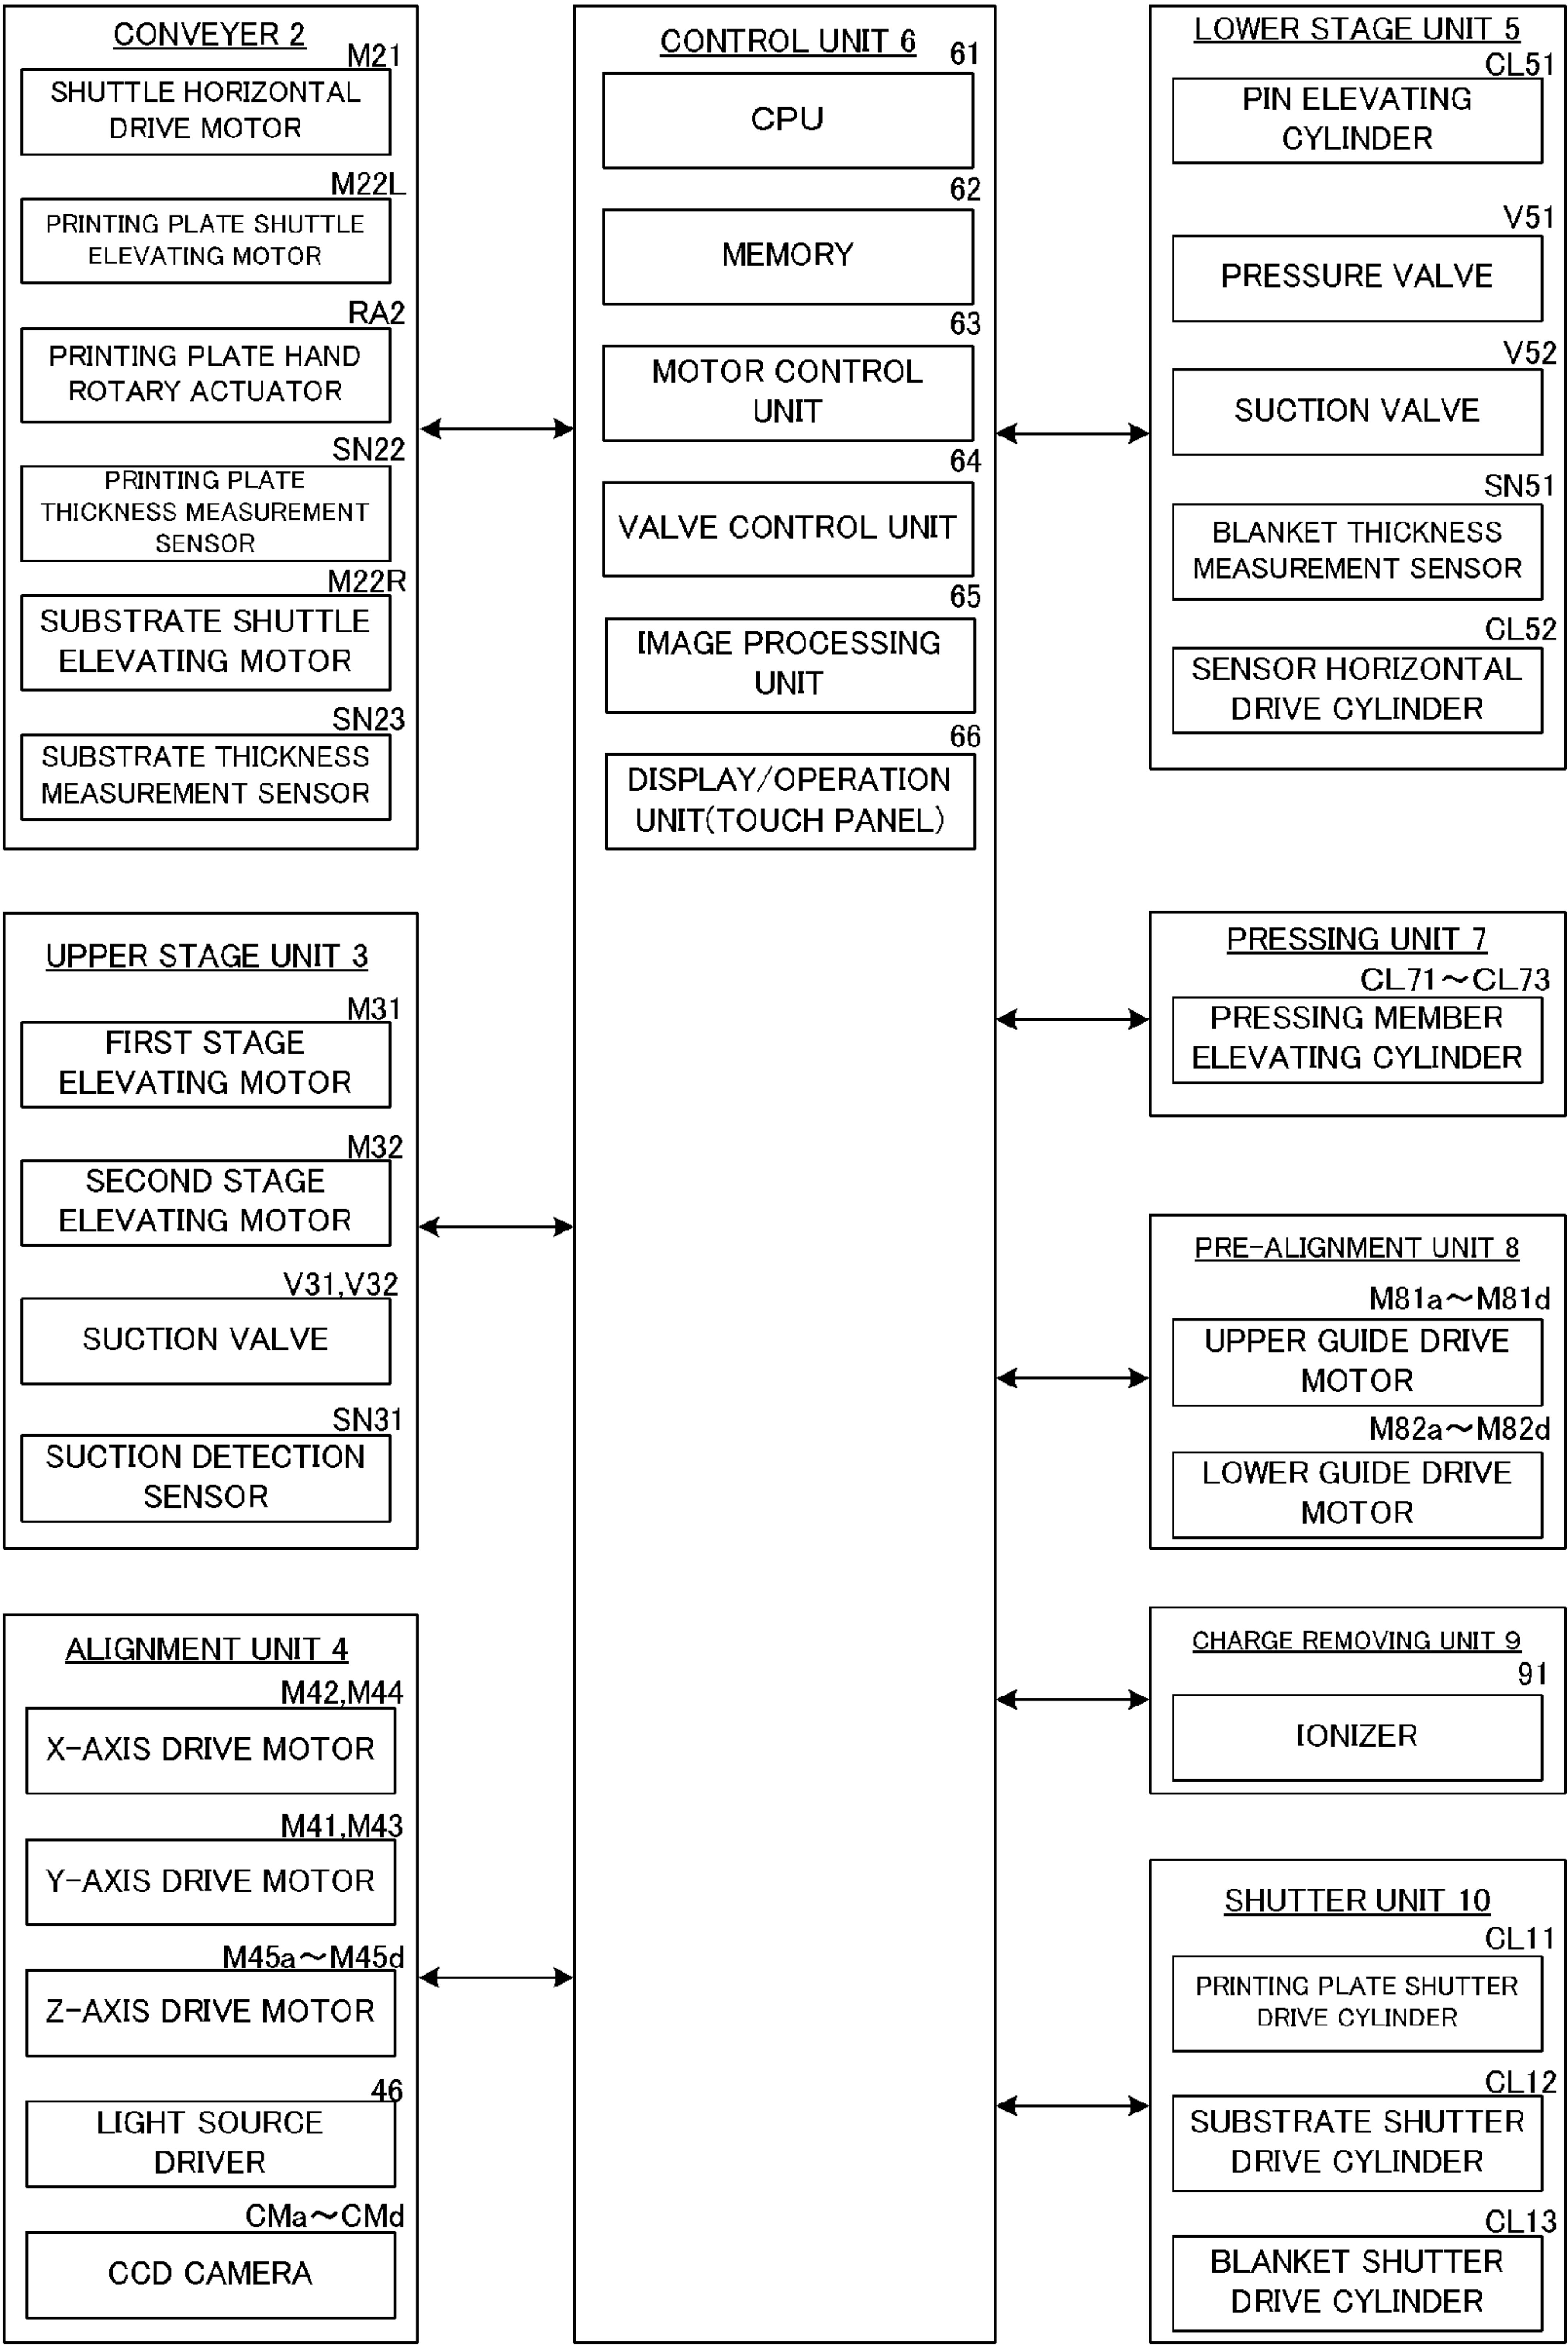 CONVEYER 2
M21
SHUTTLE HORIZONTAL
DRIVE MOTOR
M22L
PRINTING PLATE SHUTTLE
ELEVATING MOTOR
RA2
PRINTING PLATE HAND
ROTARY ACTUATOR
SN22
PRINTING PLATE
THICKNESS MEASUREMENT
SENSOR
M22R
SUBSTRATE SHUTTLE
ELEVATING MOTOR
SN23
SUBSTRATE THICKNESS
MEASUREMENT SENSOR
UPPER STAGE UNIT 3
M31
FIRST STAGE
ELEVATING MOTOR
M32
SECOND STAGE
ELEVATING MOTOR
V31,V32
SUCTION VALVE
SN31
SUCTION DETECTION
SENSOR
ALIGNMENT UNIT 4
M42,M44
X-AXIS DRIVE MOTOR
M41,M43
Y-AXIS DRIVE MOTOR
M45a～M45d
Z-AXIS DRIVE MOTOR
46
LIGHT SOURCE
DRIVER
CMa～CMd
CCD CAMERA
CONTROL UNIT 6
61
CPU
62
MEMORY
63
MOTOR CONTROL
UNIT
64
VALVE CONTROL UNIT
65
IMAGE PROCESSING
UNIT
66
DISPLAY/OPERATION
UNIT(TOUCH PANEL)
LOWER STAGE UNIT 5
CL51
PIN ELEVATING
CYLINDER
V51
PRESSURE VALVE
V52
SUCTION VALVE
SN51
BLANKET THICKNESS
MEASUREMENT SENSOR
CL52
SENSOR HORIZONTAL
DRIVE CYLINDER
PRESSING UNIT 7
CL71～CL73
PRESSING MEMBER
ELEVATING CYLINDER
PRE-ALIGNMENT UNIT 8
M81a～M81d
UPPER GUIDE DRIVE
MOTOR
M82a～M82d
LOWER GUIDE DRIVE
MOTOR
CHARGE REMOVING UNIT 9
91
IONIZER
SHUTTER UNIT 10
CL11
PRINTING PLATE SHUTTER
DRIVE CYLINDER
CL12
SUBSTRATE SHUTTER
DRIVE CYLINDER
CL13
BLANKET SHUTTER
DRIVE CYLINDER